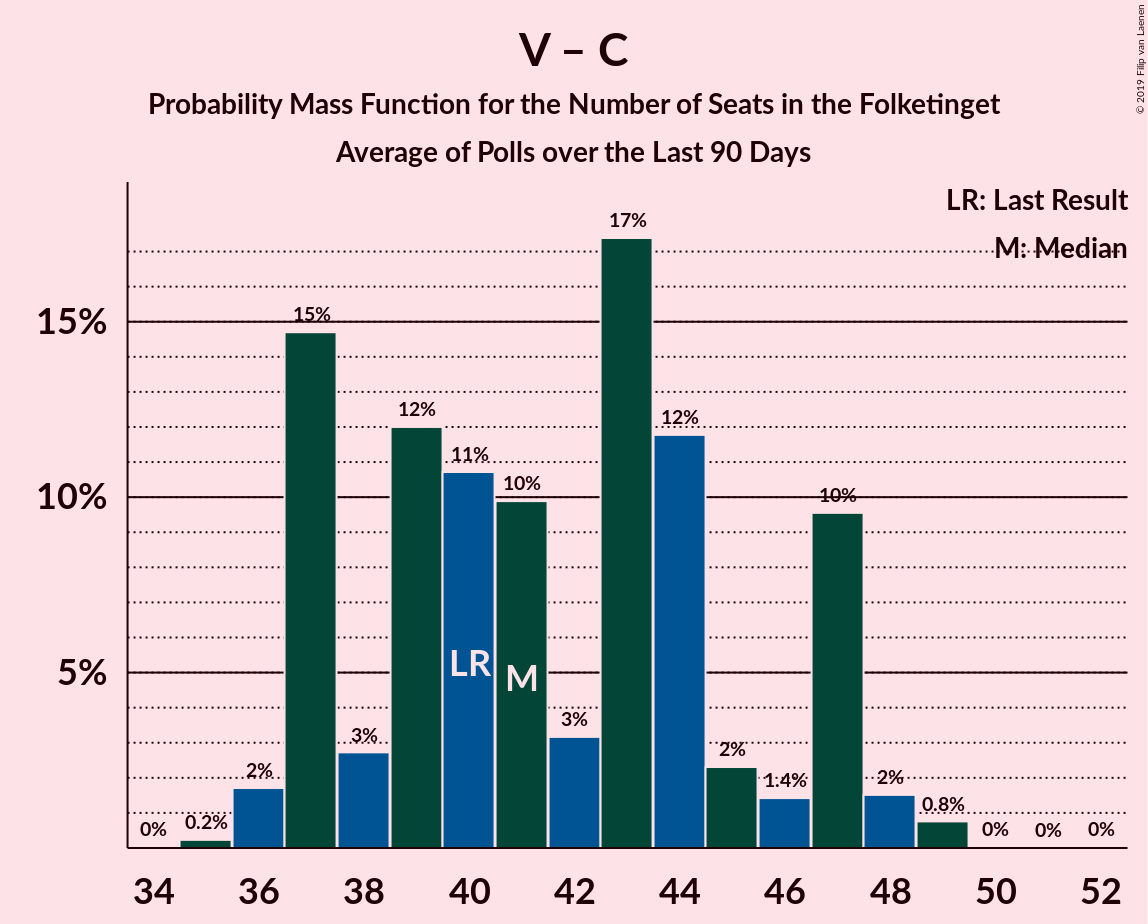 V – C
Probability Mass Function for the Number of Seats in the Folketinget
Average of Polls over the Last 90 Days
© 2019 Filip van Laenen
LR: Last Result
M: Median
17%
15%
15%
12%
12%
11%
10%
10%
10%
LR
M
5%
3%
3%
2%
2%
1.4%
2%
0.8%
0%
0.2%
0%
0%
0%
34 36 38 40 42 44 46 48 50 52